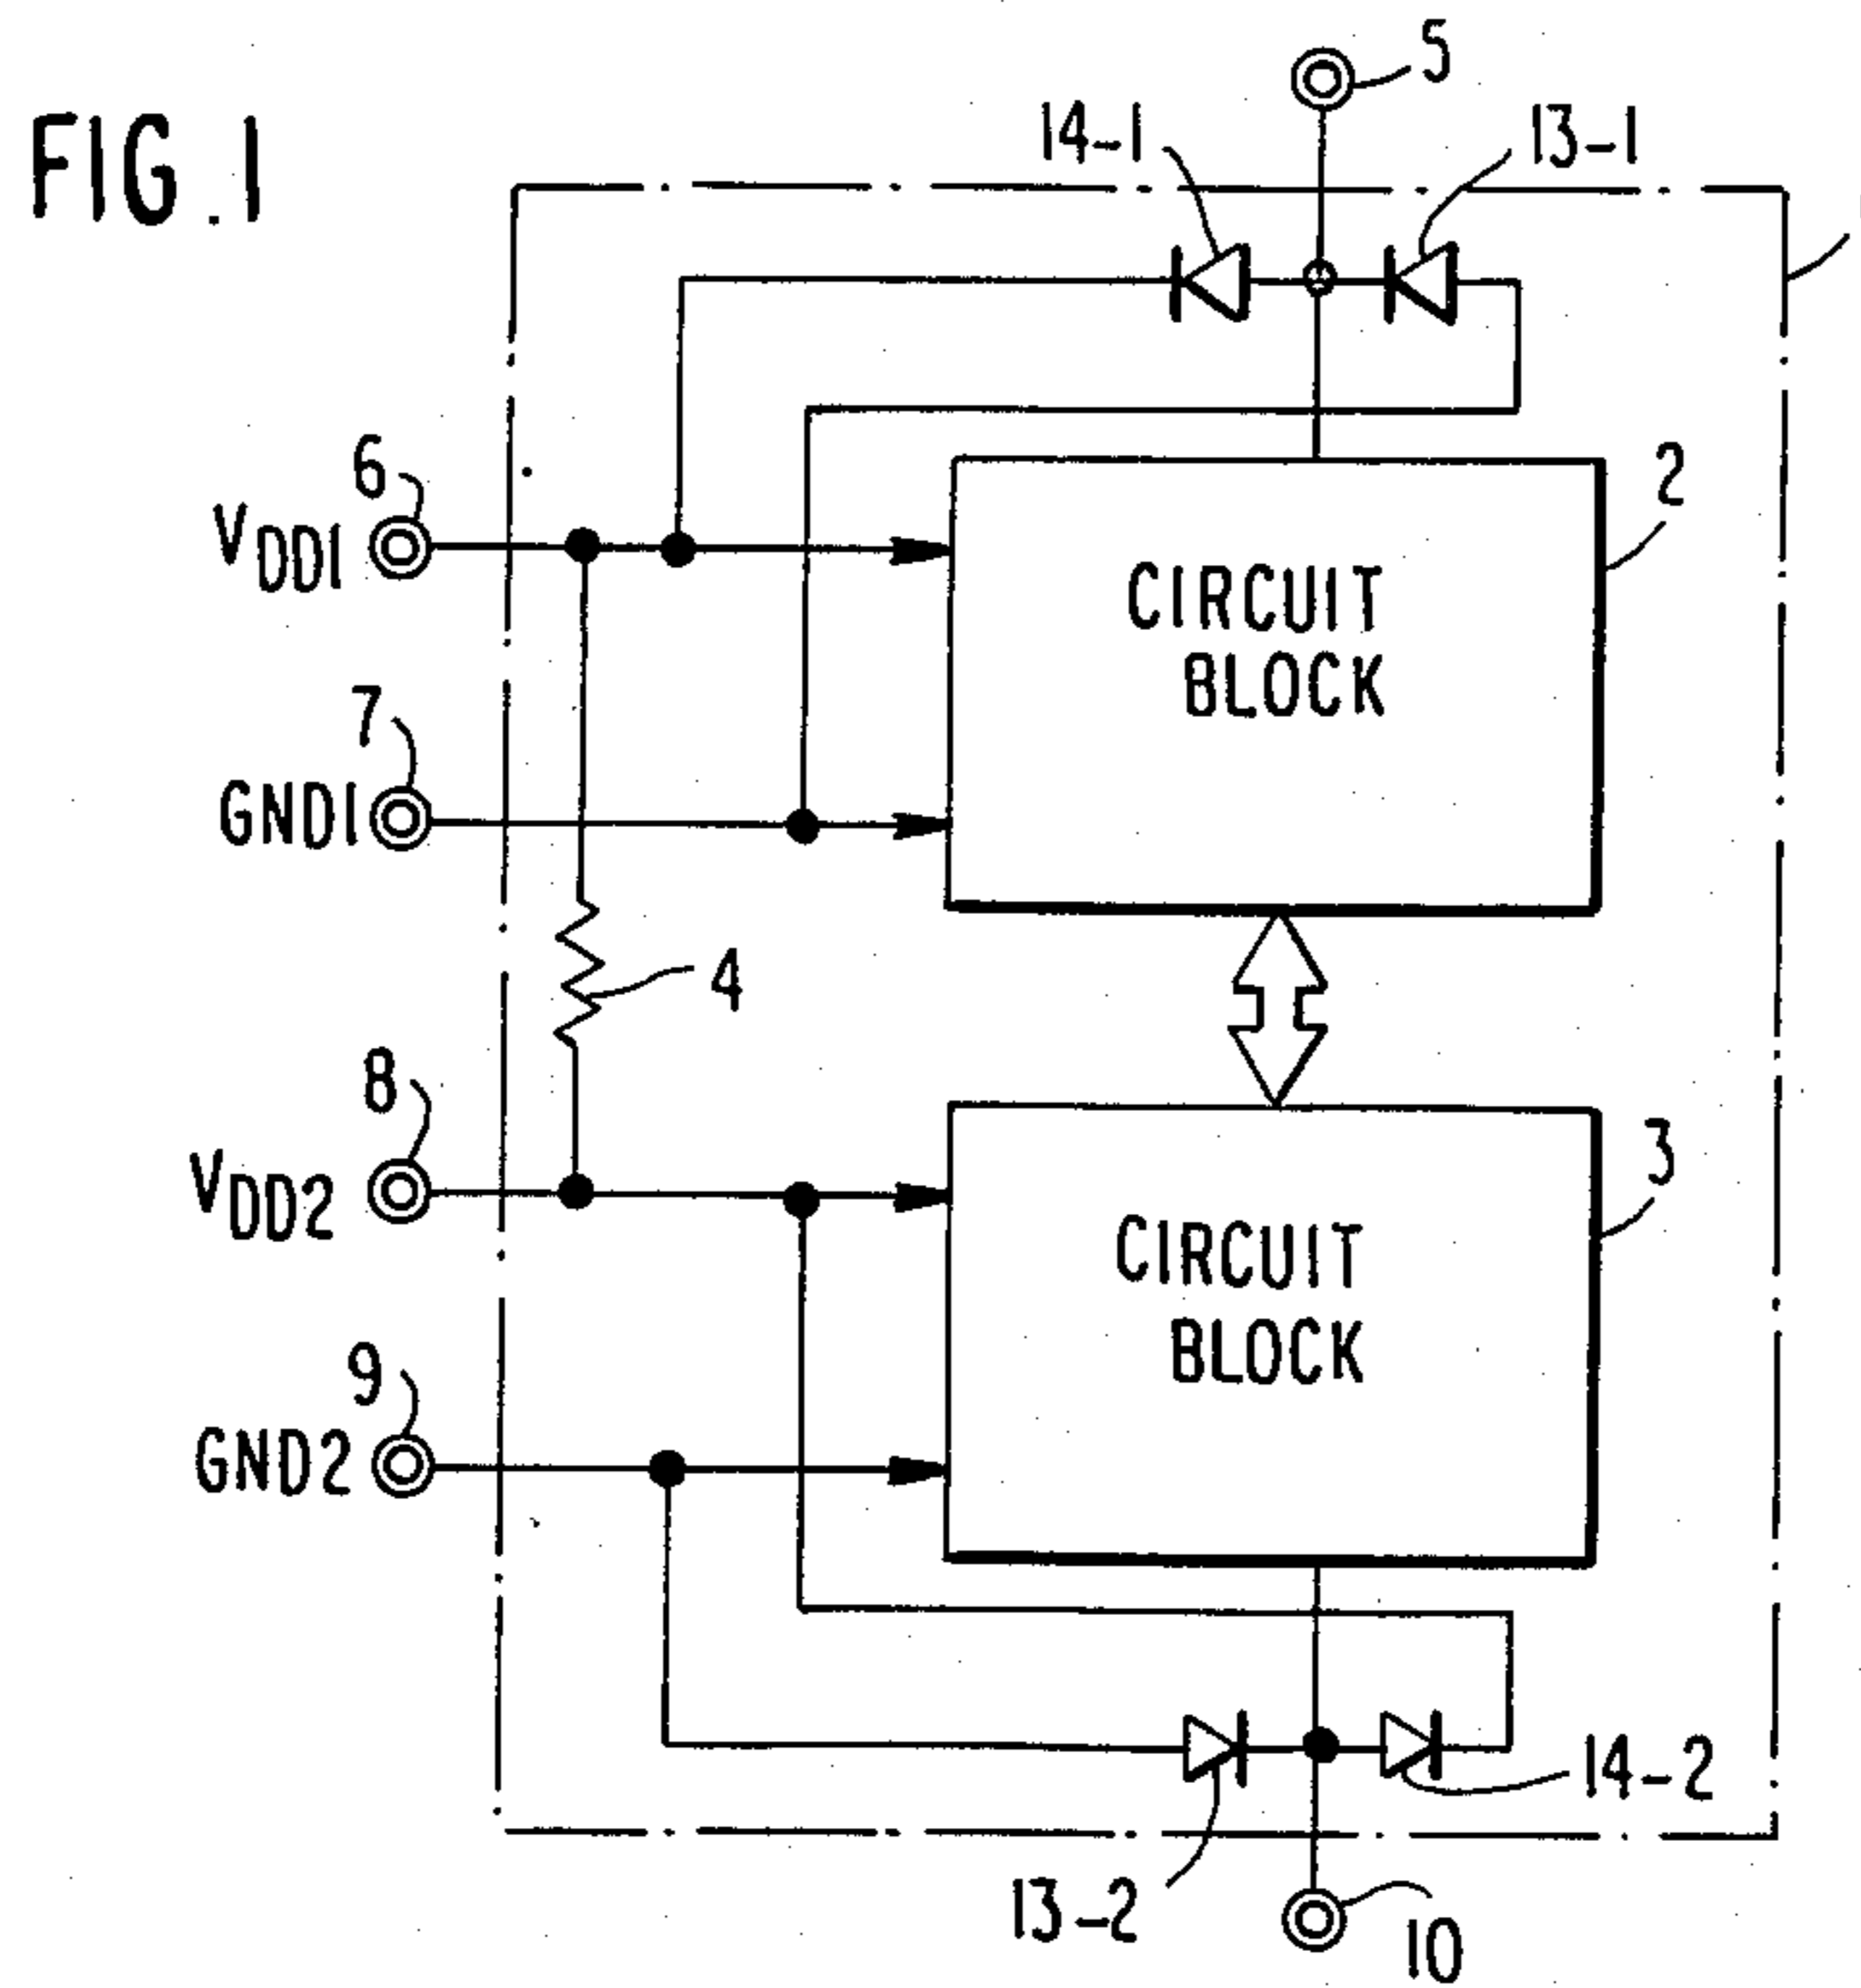 FIG.1
5
14-1
13-1
6
VDD1
2
CIRCUIT
BLOCK
7
GND1
4
8
VDD2
3
CIRCUIT
BLOCK
9
GND2
14-2
13-2
10